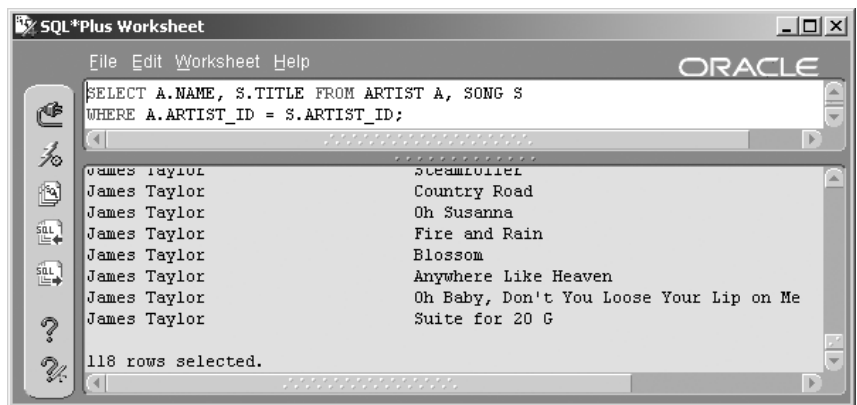 SQL*Plus Worksheet
File Edit Worksheet Help
ORACLE
SELECT A.NAME, S.TITLE FROM ARTIST A, SONG S
WHERE A.ARTIST_ID = S.ARTIST_ID;
James Taylor Steamroller
James Taylor Country Road
James Taylor Oh Susanna
James Taylor Fire and Rain
James Taylor Blossom
James Taylor Anywhere Like Heaven
James Taylor Oh Baby, Don't You Loose Your Lip on Me
James Taylor Suite for 20 G
118 rows selected.